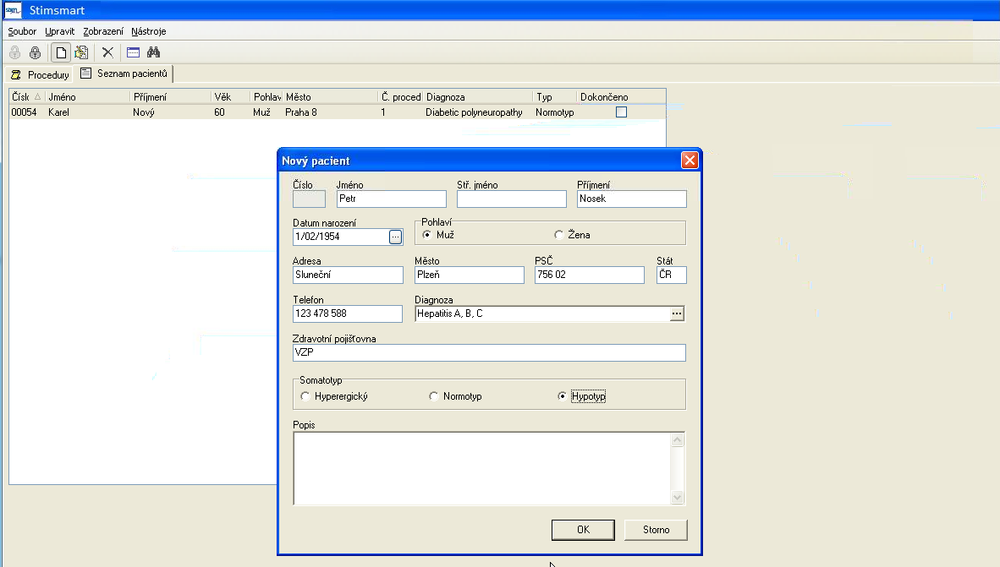 stim Stimsmart
Soubor Upravit Zobrazení Nástroje
Procedury Seznam pacientů
Čísk Jméno Příjmení Věk Pohlav Město Č. proced Diagnoza Typ Dokončeno
00054 Karel Nový 60 Muž Praha 8 1 Diabetic polyneuropathy Normotyp
Nový pacient
Číslo Jméno Stř. jméno Příjmení
Petr Nosek
Datum narození Pohlaví
1/02/1954 ... Muž Žena
Adresa Město PSČ Stát
Sluneční Plzeň 756 02 ČR
Telefon Diagnoza
123 478 588 Hepatitis A, B, C ...
Zdravotní pojišťovna
VZP
Somatotyp
Hyperergický Normotyp Hypotyp
Popis
OK Storno